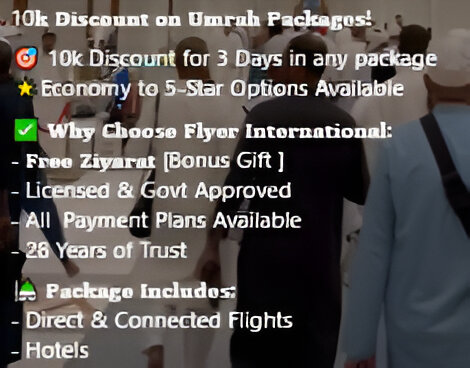 10k Discount on Umrah Packages!
🎯 10k Discount for 3 Days in any package
🌟 Economy to 5-Star Options Available
✅ Why Choose Flyer International:
- Free Ziyarat [Bonus Gift ]
- Licensed & Govt Approved
- All Payment Plans Available
- 26 Years of Trust
🛎 Package Includes:
- Direct & Connected Flights
- Hotels